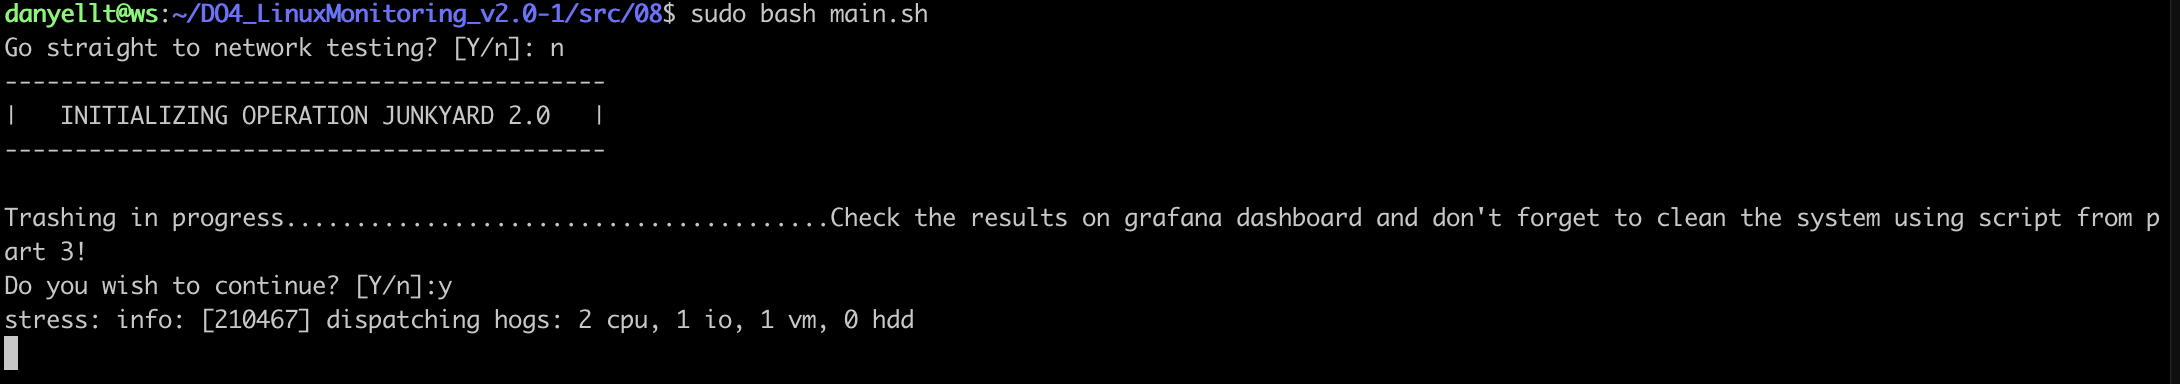 danyellt@ws:~/DO4_LinuxMonitoring_v2.0-1/src/08$ sudo bash main.sh
Go straight to network testing? [Y/n]: n
-------------------------------------------
|   INITIALIZING OPERATION JUNKYARD 2.0   |
-------------------------------------------
Trashing in progress.......................................Check the results on grafana dashboard and don't forget to clean the system using script from p
art 3!
Do you wish to continue? [Y/n]:y
stress: info: [210467] dispatching hogs: 2 cpu, 1 io, 1 vm, 0 hdd